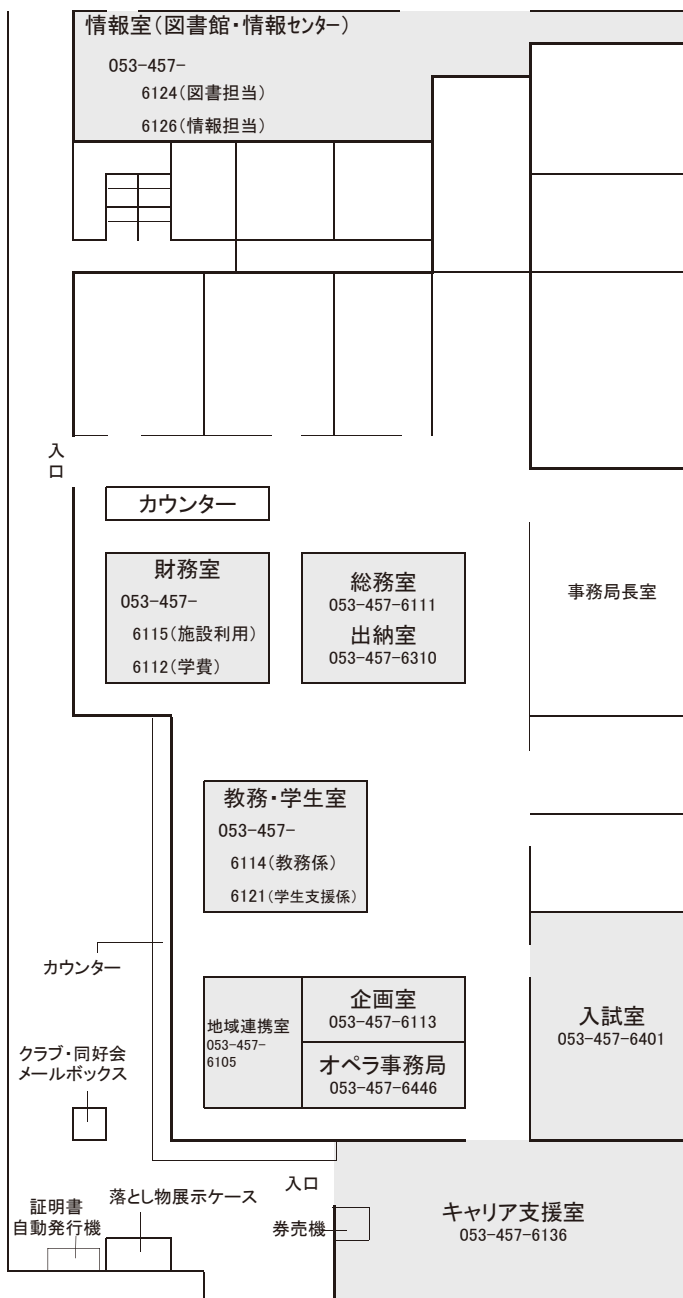 情報室(図書館・情報センター)
053-457-
6124(図書担当)
6126(情報担当)
入
口
カウンター
財務室
053-457-
6115(施設利用)
6112(学費)
総務室
053-457-6111
出納室
053-457-6310
事務局長室
教務・学生室
053-457-
6114(教務係)
6121(学生支援係)
カウンター
地域連携室
053-457-
6105
企画室
053-457-6113
オペラ事務局
053-457-6446
入試室
053-457-6401
クラブ・同好会
メールボックス
証明書
自動発行機
落とし物展示ケース
入口
券売機
キャリア支援室
053-457-6136